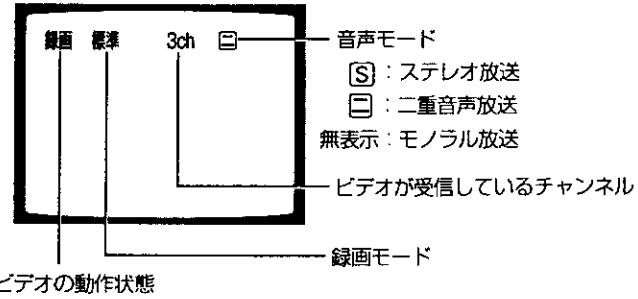 録画 標準 3ch 二 音声モード
S：ステレオ放送
二：二重音声放送
無表示：モノラル放送
ビデオが受信しているチャンネル
録画モード
ビデオの動作状態